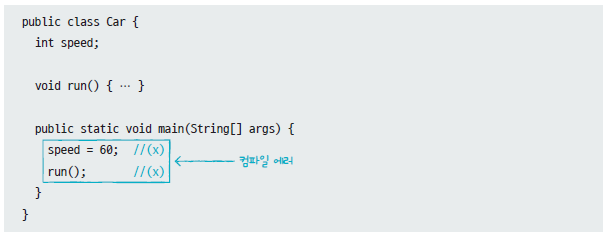 public class Car {
int speed;
void run() { … }
public static void main(String[] args) {
speed = 60; //(x)
run(); //(x)
컴파일 에러
}
}